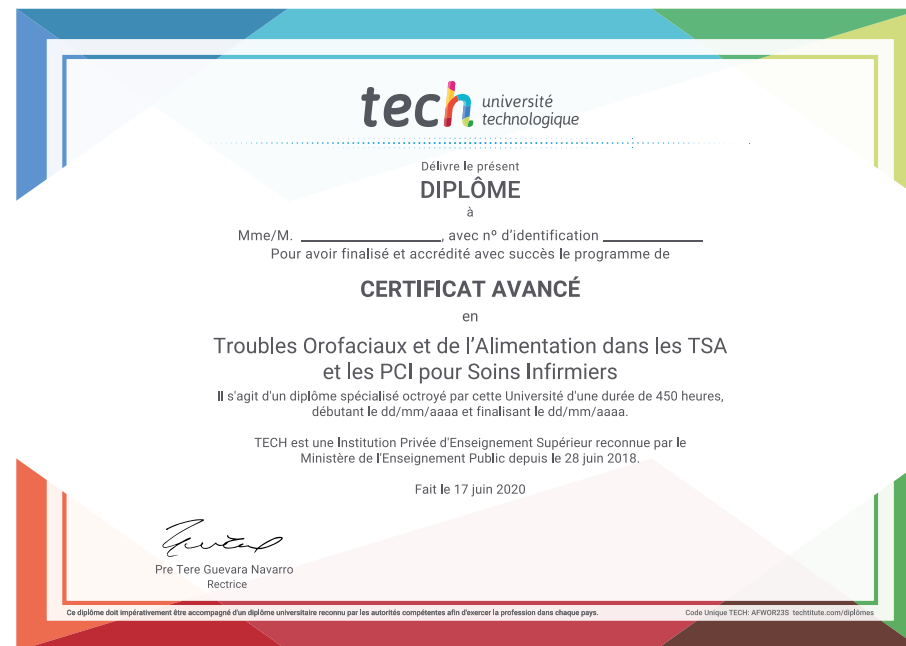 tech université
technologique
Délivre le présent
DIPLÔME
à
Mme/M. ____________________, avec nº d'identification ______________
Pour avoir finalisé et accrédité avec succès le programme de
CERTIFICAT AVANCÉ
en
Troubles Orofaciaux et de l'Alimentation dans les TSA
et les PCI pour Soins Infirmiers
Il s'agit d'un diplôme spécialisé octroyé par cette Université d'une durée de 450 heures,
débutant le dd/mm/aaaa et finalisant le dd/mm/aaaa.
TECH est une Institution Privée d'Enseignement Supérieur reconnue par le
Ministère de l'Enseignement Public depuis le 28 juin 2018.
Fait le 17 juin 2020
Pre Tere Guevara Navarro
Rectrice
Ce diplôme doit impérativement être accompagné d'un diplôme universitaire reconnu par les autorités compétentes afin d'exercer la profession dans chaque pays.
Code Unique TECH: AFWOR23S techtitute.com/diplômes